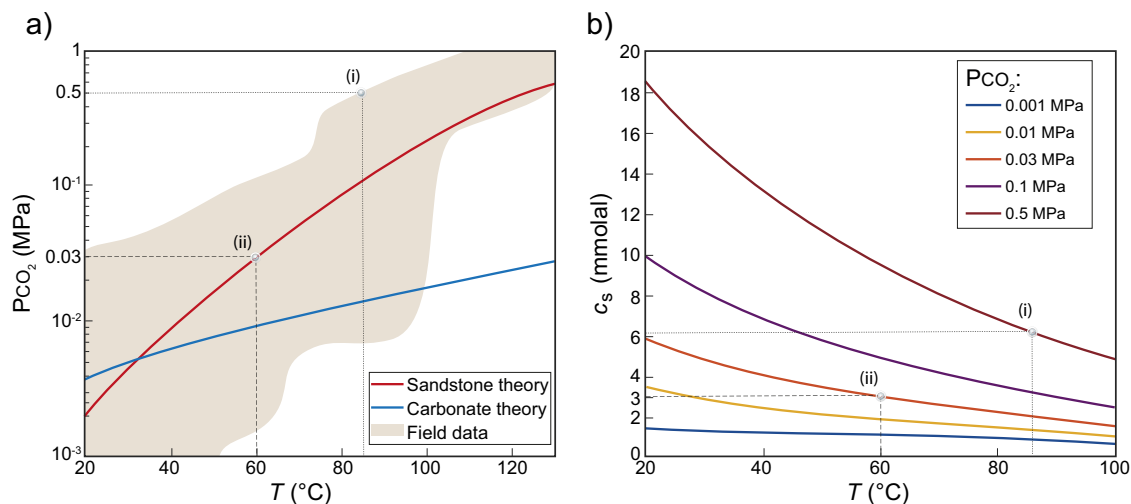 a)
1
0.5
10⁻¹
0.03
10⁻²
10⁻³
PCO₂ (MPa)
(i)
(ii)
Sandstone theory
Carbonate theory
Field data
20 40 60 80 100 120
T (°C)
b)
20
18
16
14
12
10
8
6
4
3
2
0
cₛ (mmolal)
PCO₂:
0.001 MPa
0.01 MPa
0.03 MPa
0.1 MPa
0.5 MPa
(i)
(ii)
20 40 60 80 100
T (°C)